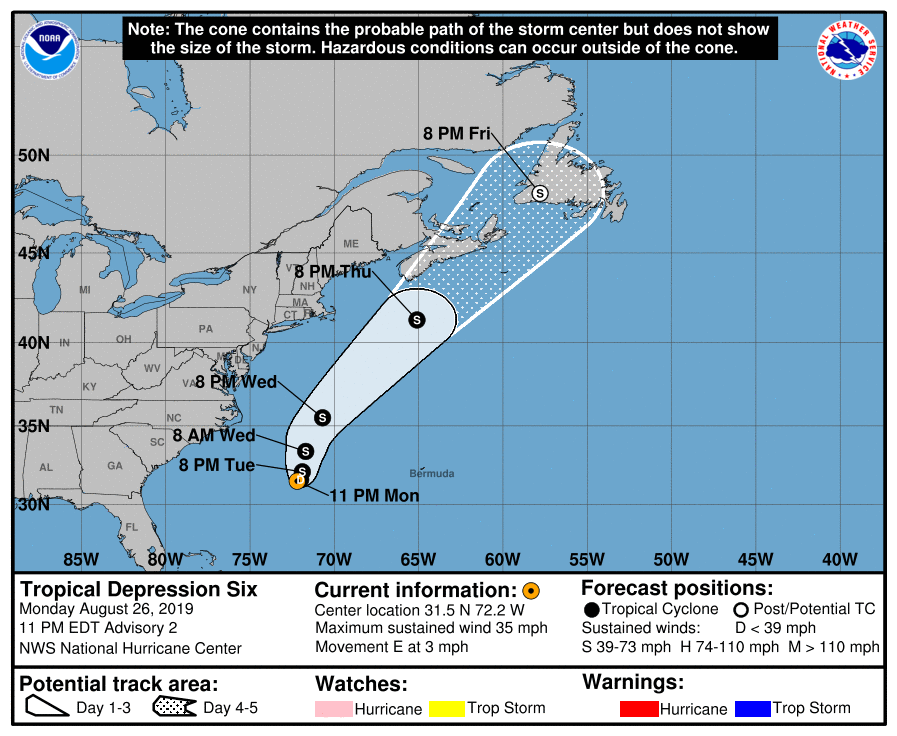 Note: The cone contains the probable path of the storm center but does not show
the size of the storm. Hazardous conditions can occur outside of the cone.
NOAA
NATIONAL WEATHER SERVICE
8 PM Fri
50N
ME
45N
VT
8 PM Thu
NH
MI
NY
MA
CT
RI
PA
40N
IN
OH
NJ
DE
WV
8 PM Wed
KY
VA
TN
NC
35N
8 AM Wed
SC
8 PM Tue
AL
GA
Bermuda
11 PM Mon
30N
FL
85W 80W 75W 70W 65W 60W 55W 50W 45W 40W
S
S
S
S
S
D
Tropical Depression Six
Monday August 26, 2019
11 PM EDT Advisory 2
NWS National Hurricane Center
Current information:
Center location 31.5 N 72.2 W
Maximum sustained wind 35 mph
Movement E at 3 mph
Forecast positions:
Tropical Cyclone Post/Potential TC
Sustained winds: D < 39 mph
S 39-73 mph H 74-110 mph M > 110 mph
Potential track area:
Day 1-3 Day 4-5
Watches:
Hurricane Trop Storm
Warnings:
Hurricane Trop Storm